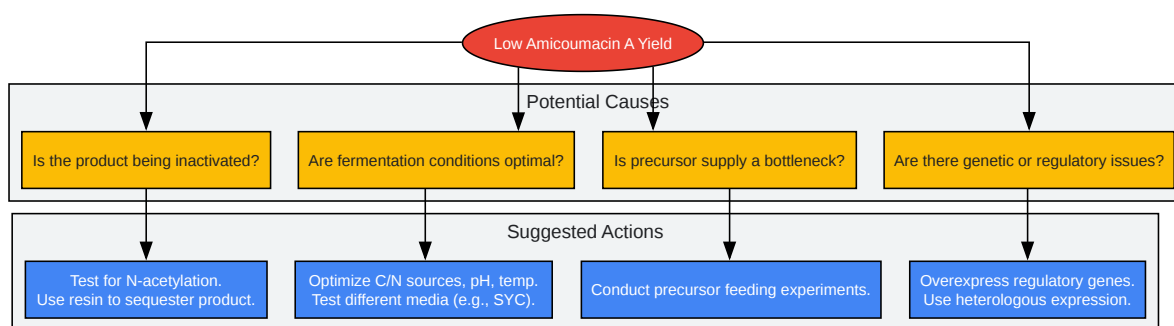 Low Amicoumacin A Yield
Potential Causes
Is the product being inactivated?
Are fermentation conditions optimal?
Is precursor supply a bottleneck?
Are there genetic or regulatory issues?
Suggested Actions
Test for N-acetylation.
Use resin to sequester product.
Optimize C/N sources, pH, temp.
Test different media (e.g., SYC).
Conduct precursor feeding experiments.
Overexpress regulatory genes.
Use heterologous expression.